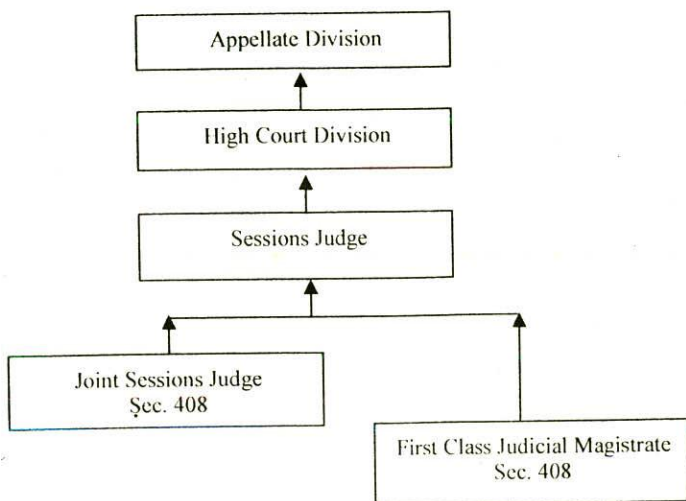 Appellate Division
High Court Division
Sessions Judge
Joint Sessions Judge
Sec. 408
First Class Judicial Magistrate
Sec. 408